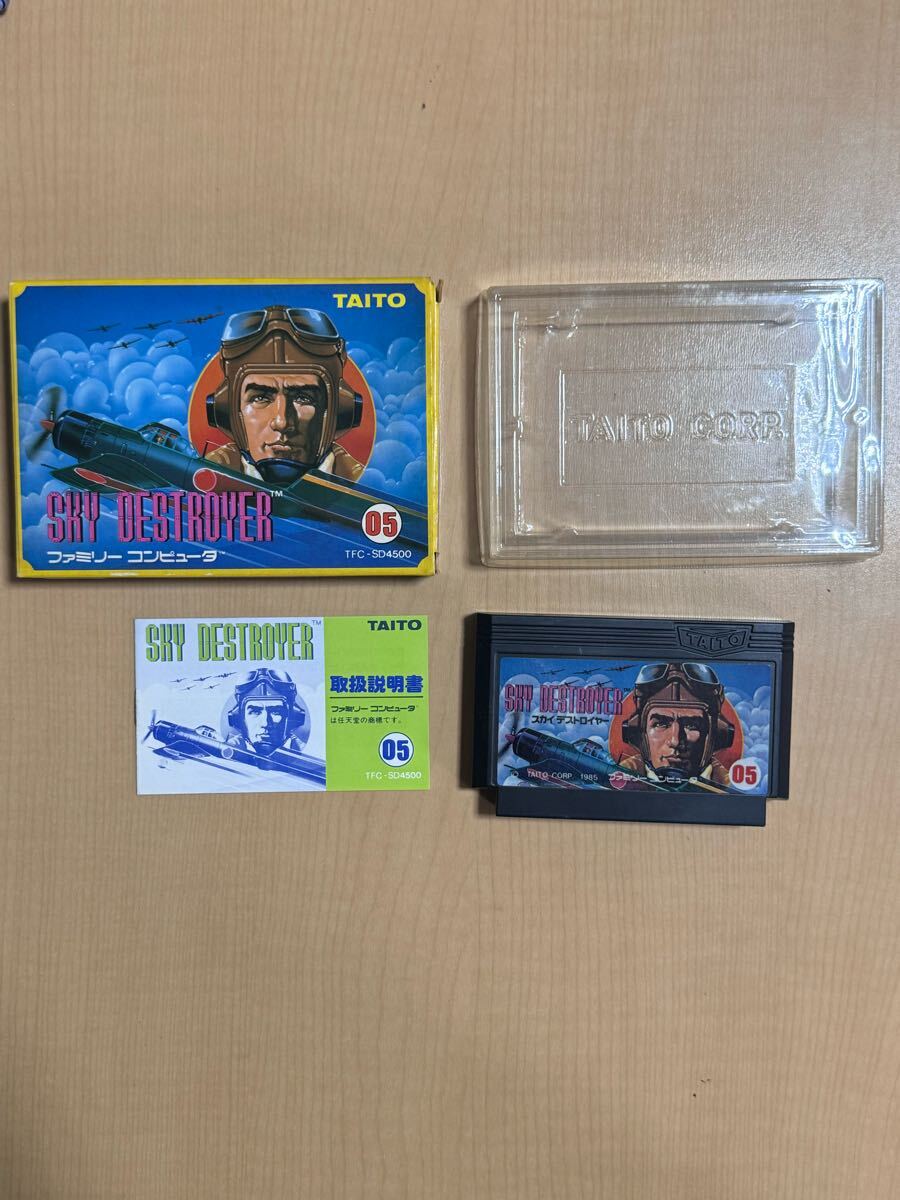 TAITO
SKY DESTROYER™
05
ファミリー コンピュータ™
TFC-SD4500
TAITO CORP.
SKY DESTROYER™
TAITO
取扱説明書
ファミリー コンピュータ
は任天堂の商標です。
05
TFC-SD4500
TAITO
SKY DESTROYER™
スカイ デストロイヤー
© TAITO CORP. 1985 ファミリー コンピュータ
05